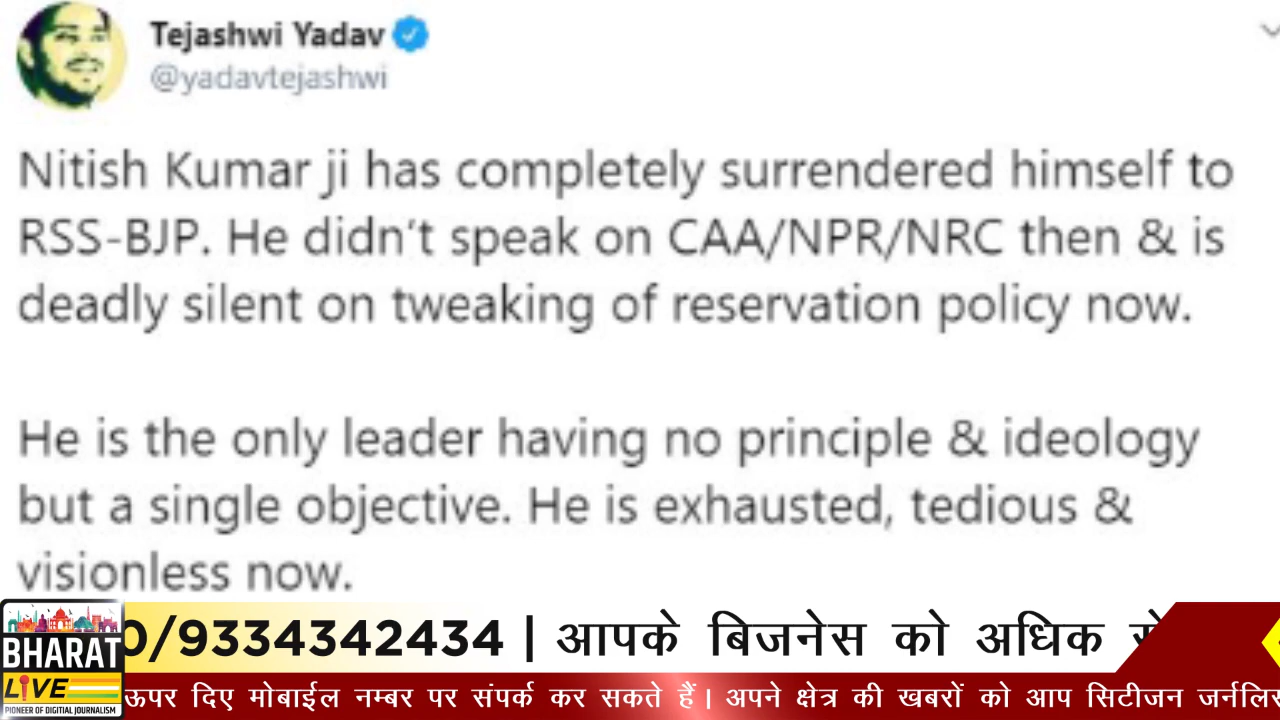 Tejashwi Yadav
@yadavtejashwi
Nitish Kumar ji has completely surrendered himself to
RSS-BJP. He didn't speak on CAA/NPR/NRC then & is
deadly silent on tweaking of reservation policy now.
He is the only leader having no principle & ideology
but a single objective. He is exhausted, tedious &
visionless now.
0/9334342434 | आपके बिजनेस को अधिक
BHARAT
LIVE
PIONEER OF DIGITAL JOURNALISM
ऊपर दिए मोबाईल नम्बर पर संपर्क कर सकते हैं। अपने क्षेत्र की खबरों को आप सिटीजन